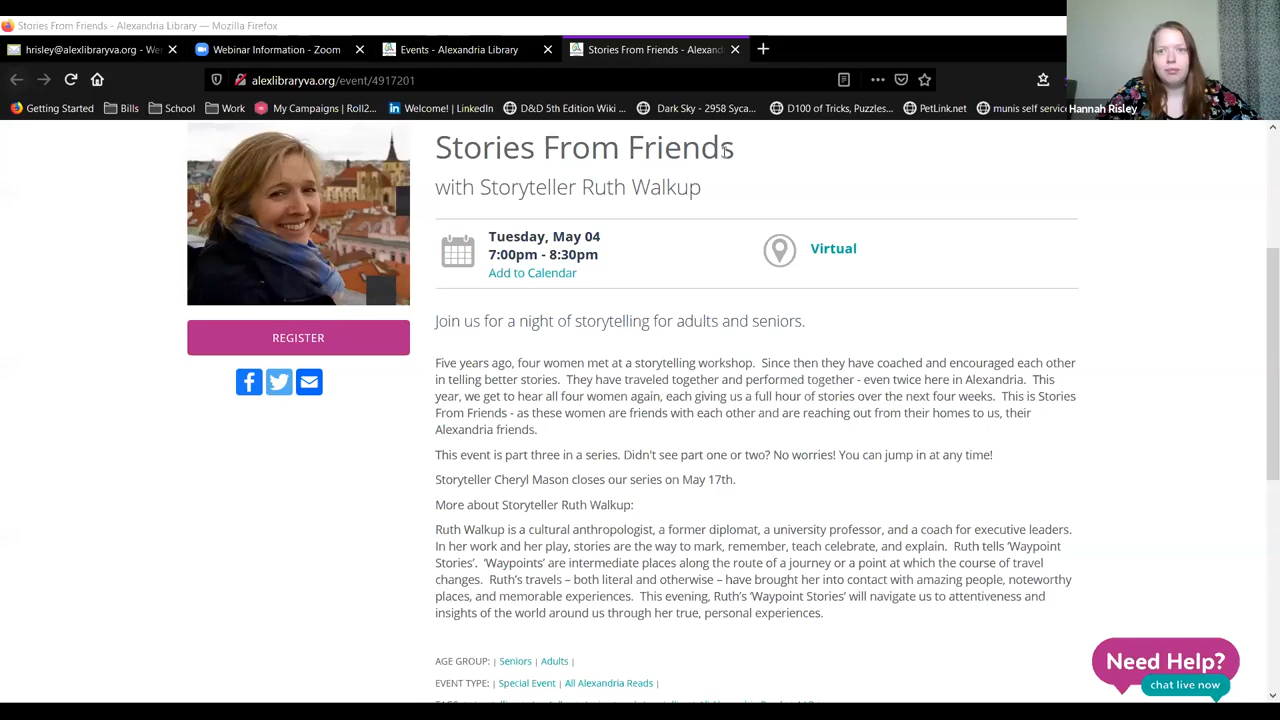 Stories From Friends - Alexandria Library — Mozilla Firefox
hrisley@alexlibraryva.org - We
Webinar Information - Zoom
Events - Alexandria Library
Stories From Friends - Alexand
alexlibraryva.org/event/4917201
Getting Started
Bills
School
Work
My Campaigns | Roll2...
Welcome! | LinkedIn
D&D 5th Edition Wiki ...
Dark Sky - 2958 Syca...
D100 of Tricks, Puzzles...
PetLink.net
munis self service
Hannah Risley
Stories From Friends
with Storyteller Ruth Walkup
Tuesday, May 04
7:00pm - 8:30pm
Add to Calendar
Virtual
REGISTER
Join us for a night of storytelling for adults and seniors.
Five years ago, four women met at a storytelling workshop. Since then they have coached and encouraged each other
in telling better stories. They have traveled together and performed together - even twice here in Alexandria. This
year, we get to hear all four women again, each giving us a full hour of stories over the next four weeks. This is Stories
From Friends - as these women are friends with each other and are reaching out from their homes to us, their
Alexandria friends.
This event is part three in a series. Didn't see part one or two? No worries! You can jump in at any time!
Storyteller Cheryl Mason closes our series on May 17th.
More about Storyteller Ruth Walkup:
Ruth Walkup is a cultural anthropologist, a former diplomat, a university professor, and a coach for executive leaders.
In her work and her play, stories are the way to mark, remember, teach celebrate, and explain. Ruth tells 'Waypoint
Stories'. 'Waypoints' are intermediate places along the route of a journey or a point at which the course of travel
changes. Ruth's travels – both literal and otherwise – have brought her into contact with amazing people, noteworthy
places, and memorable experiences. This evening, Ruth's 'Waypoint Stories' will navigate us to attentiveness and
insights of the world around us through her true, personal experiences.
AGE GROUP: | Seniors | Adults |
EVENT TYPE: | Special Event | All Alexandria Reads |
Need Help?
chat live now